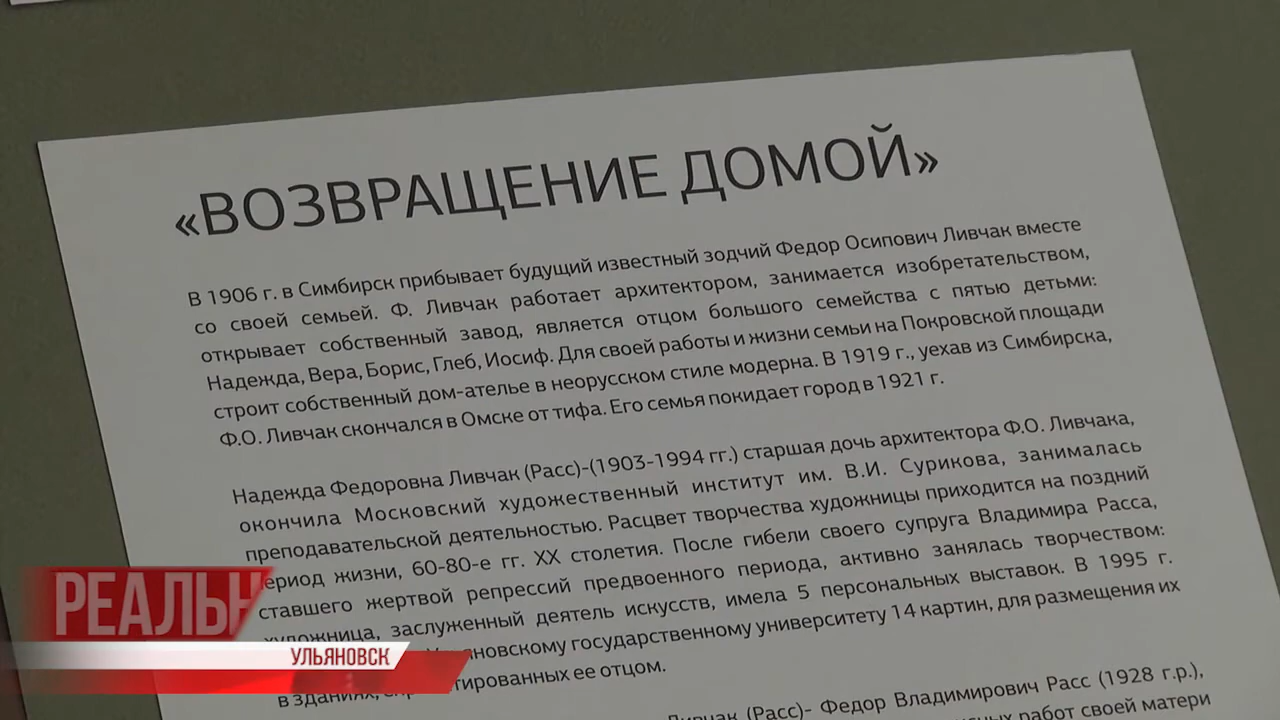 «ВОЗВРАЩЕНИЕ ДОМОЙ»
В 1906 г. в Симбирск прибывает будущий известный зодчий Федор Осипович Ливчак вместе
со своей семьей. Ф. Ливчак работает архитектором, занимается изобретательством,
открывает собственный завод, является отцом большого семейства с пятью детьми:
Надежда, Вера, Борис, Глеб, Иосиф. Для своей работы и жизни семьи на Покровской площади
строит собственный дом-ателье в неорусском стиле модерна. В 1919 г., уехав из Симбирска,
Ф.О. Ливчак скончался в Омске от тифа. Его семья покидает город в 1921 г.
Надежда Федоровна Ливчак (Расс)-(1903-1994 гг.) старшая дочь архитектора Ф.О. Ливчака,
окончила Московский художественный институт им. В.И. Сурикова, занималась
преподавательской деятельностью. Расцвет творчества художницы приходится на поздний
ериод жизни, 60-80-е гг. XX столетия. После гибели своего супруга Владимира Расса,
ставшего жертвой репрессий предвоенного периода, активно занялась творчеством:
художница, заслуженный деятель искусств, имела 5 персональных выставок. В 1995 г.
ульяновскому государственному университету 14 картин, для размещения их
в зданиях, ее отцом.
Ливчак (Расс)- Федор Владимирович Расс (1928 г.р.),
работ своей матери
РЕАЛЬН
УЛЬЯНОВСК